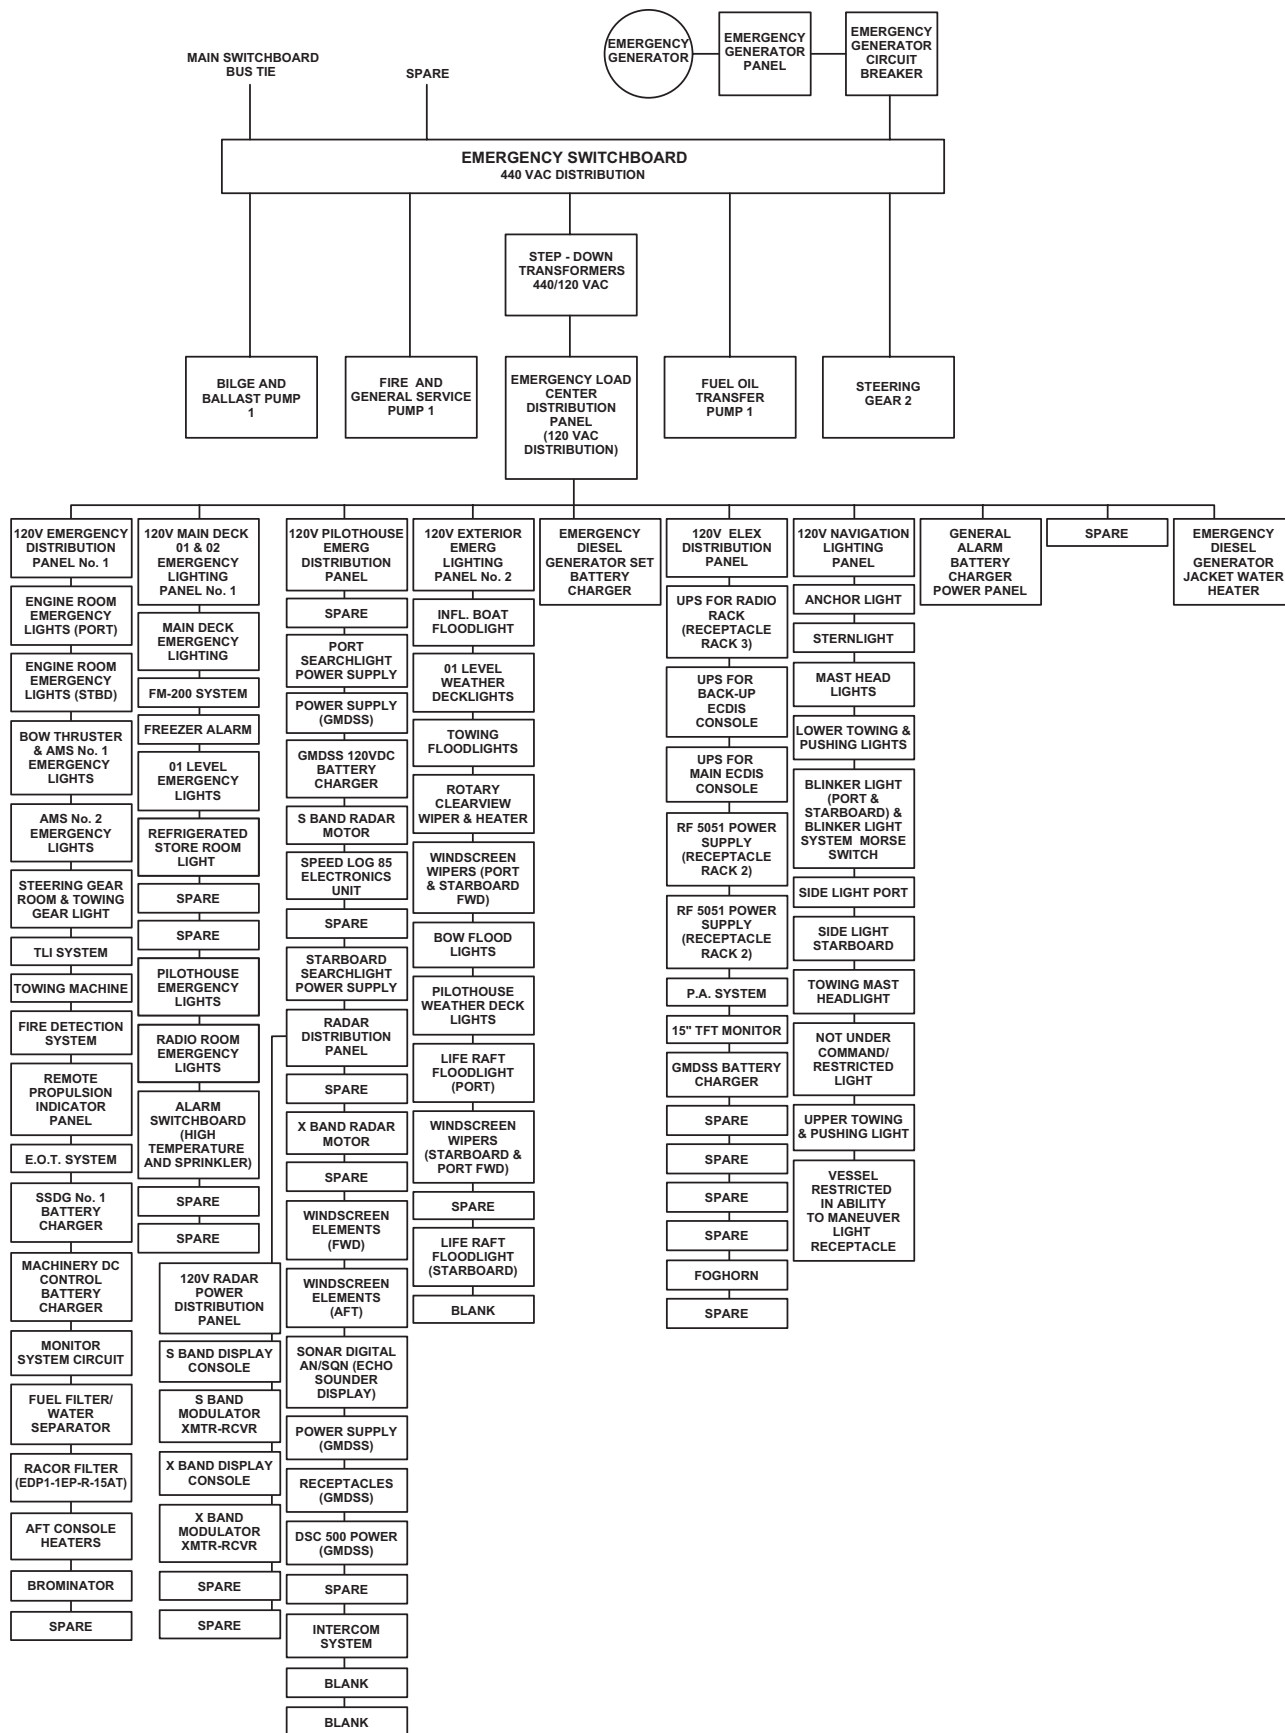 MAIN SWITCHBOARD
BUS TIE
SPARE
EMERGENCY
GENERATOR
EMERGENCY
GENERATOR
PANEL
EMERGENCY
GENERATOR
CIRCUIT
BREAKER
EMERGENCY SWITCHBOARD
440 VAC DISTRIBUTION
STEP - DOWN
TRANSFORMERS
440/120 VAC
BILGE AND
BALLAST PUMP
1
FIRE AND
GENERAL SERVICE
PUMP 1
EMERGENCY LOAD
CENTER
DISTRIBUTION
PANEL
(120 VAC
DISTRIBUTION)
FUEL OIL
TRANSFER
PUMP 1
STEERING
GEAR 2
120V EMERGENCY
DISTRIBUTION
PANEL No. 1
ENGINE ROOM
EMERGENCY
LIGHTS (PORT)
ENGINE ROOM
EMERGENCY
LIGHTS (STBD)
BOW THRUSTER
& AMS No. 1
EMERGENCY
LIGHTS
AMS No. 2
EMERGENCY
LIGHTS
STEERING GEAR
ROOM & TOWING
GEAR LIGHT
TLI SYSTEM
TOWING MACHINE
FIRE DETECTION
SYSTEM
REMOTE
PROPULSION
INDICATOR
PANEL
E.O.T. SYSTEM
SSDG No. 1
BATTERY
CHARGER
MACHINERY DC
CONTROL
BATTERY
CHARGER
MONITOR
SYSTEM CIRCUIT
FUEL FILTER/
WATER
SEPARATOR
RACOR FILTER
(EDP1-1EP-R-15AT)
AFT CONSOLE
HEATERS
BROMINATOR
SPARE
120V MAIN DECK
01 & 02
EMERGENCY
LIGHTING
PANEL No. 1
MAIN DECK
EMERGENCY
LIGHTING
FM-200 SYSTEM
FREEZER ALARM
01 LEVEL
EMERGENCY
LIGHTS
REFRIGERATED
STORE ROOM
LIGHT
SPARE
SPARE
PILOTHOUSE
EMERGENCY
LIGHTS
RADIO ROOM
EMERGENCY
LIGHTS
ALARM
SWITCHBOARD
(HIGH
TEMPERATURE
AND SPRINKLER)
SPARE
SPARE
120V RADAR
POWER
DISTRIBUTION
PANEL
S BAND DISPLAY
CONSOLE
S BAND
MODULATOR
XMTR-RCVR
X BAND DISPLAY
CONSOLE
X BAND
MODULATOR
XMTR-RCVR
SPARE
SPARE
120V PILOTHOUSE
EMERG
DISTRIBUTION
PANEL
SPARE
PORT
SEARCHLIGHT
POWER SUPPLY
POWER SUPPLY
(GMDSS)
GMDSS 120VDC
BATTERY
CHARGER
S BAND RADAR
MOTOR
SPEED LOG 85
ELECTRONICS
UNIT
SPARE
STARBOARD
SEARCHLIGHT
POWER SUPPLY
RADAR
DISTRIBUTION
PANEL
SPARE
X BAND RADAR
MOTOR
SPARE
WINDSCREEN
ELEMENTS
(FWD)
WINDSCREEN
ELEMENTS
(AFT)
SONAR DIGITAL
AN/SQN (ECHO
SOUNDER
DISPLAY)
POWER SUPPLY
(GMDSS)
RECEPTACLES
(GMDSS)
DSC 500 POWER
(GMDSS)
SPARE
INTERCOM
SYSTEM
BLANK
BLANK
120V EXTERIOR
EMERG
LIGHTING
PANEL No. 2
INFL. BOAT
FLOODLIGHT
01 LEVEL
WEATHER
DECKLIGHTS
TOWING
FLOODLIGHTS
ROTARY
CLEARVIEW
WIPER & HEATER
WINDSCREEN
WIPERS (PORT
& STARBOARD
FWD)
BOW FLOOD
LIGHTS
PILOTHOUSE
WEATHER DECK
LIGHTS
LIFE RAFT
FLOODLIGHT
(PORT)
WINDSCREEN
WIPERS
(STARBOARD &
PORT FWD)
SPARE
LIFE RAFT
FLOODLIGHT
(STARBOARD)
BLANK
EMERGENCY
DIESEL
GENERATOR SET
BATTERY
CHARGER
120V ELEX
DISTRIBUTION
PANEL
UPS FOR RADIO
RACK
(RECEPTACLE
RACK 3)
UPS FOR
BACK-UP
ECDIS
CONSOLE
UPS FOR
MAIN ECDIS
CONSOLE
RF 5051 POWER
SUPPLY
(RECEPTACLE
RACK 2)
RF 5051 POWER
SUPPLY
(RECEPTACLE
RACK 2)
P.A. SYSTEM
15" TFT MONITOR
GMDSS BATTERY
CHARGER
SPARE
SPARE
SPARE
SPARE
FOGHORN
SPARE
120V NAVIGATION
LIGHTING
PANEL
ANCHOR LIGHT
STERNLIGHT
MAST HEAD
LIGHTS
LOWER TOWING &
PUSHING LIGHTS
BLINKER LIGHT
(PORT &
STARBOARD) &
BLINKER LIGHT
SYSTEM MORSE
SWITCH
SIDE LIGHT PORT
SIDE LIGHT
STARBOARD
TOWING MAST
HEADLIGHT
NOT UNDER
COMMAND/
RESTRICTED
LIGHT
UPPER TOWING
& PUSHING LIGHT
VESSEL
RESTRICTED
IN ABILITY
TO MANEUVER
LIGHT
RECEPTACLE
GENERAL
ALARM
BATTERY
CHARGER
POWER PANEL
SPARE
EMERGENCY
DIESEL
GENERATOR
JACKET WATER
HEATER